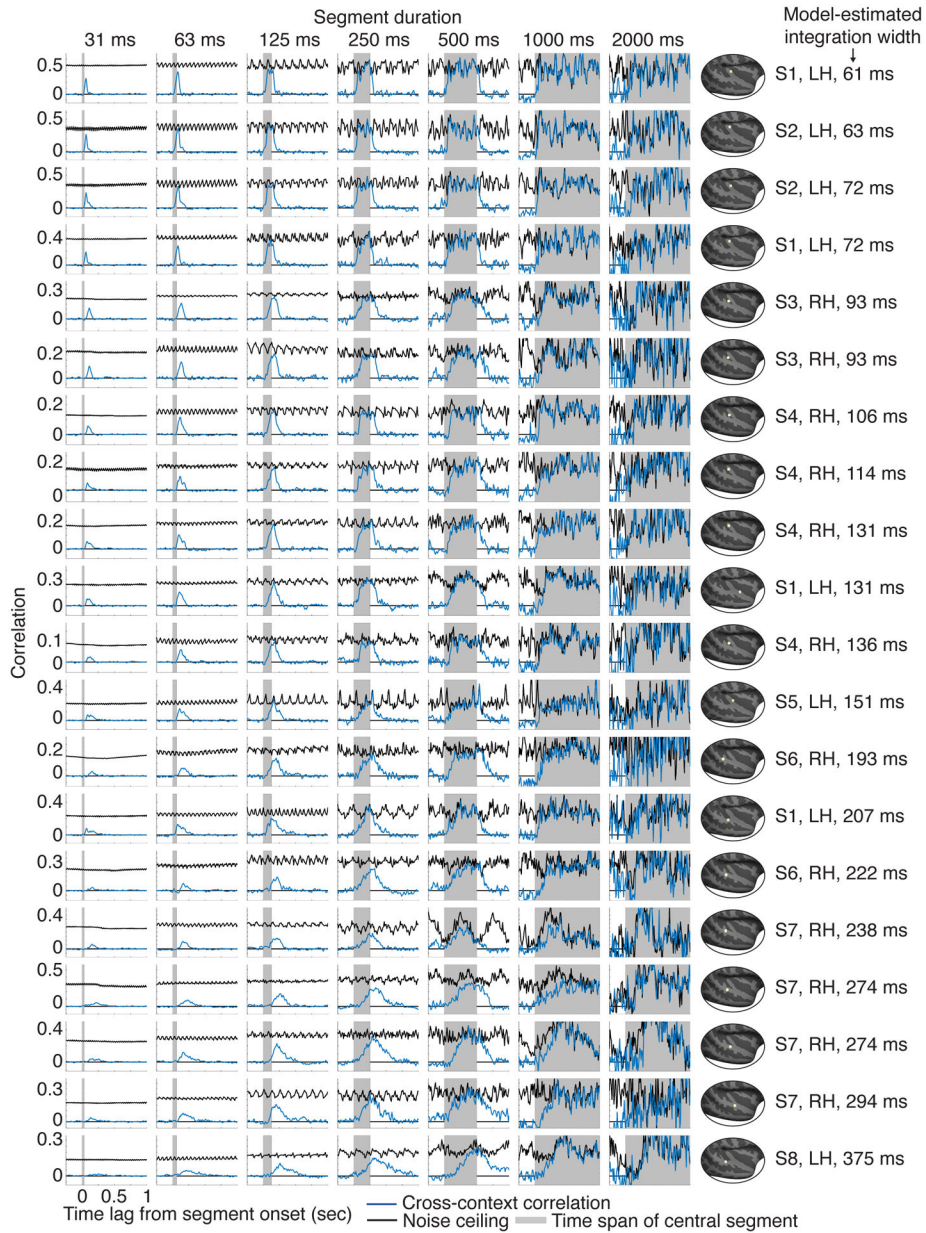 Segment duration
Model-estimated
integration width
31 ms 63 ms 125 ms 250 ms 500 ms 1000 ms 2000 ms
0.5
0
S1, LH, 61 ms
0.5
0
S2, LH, 63 ms
0.5
0
S2, LH, 72 ms
0.4
0
S1, LH, 72 ms
0.3
0
S3, RH, 93 ms
0.2
0
S3, RH, 93 ms
0.2
0
S4, RH, 106 ms
0.2
0
S4, RH, 114 ms
0.2
0
S4, RH, 131 ms
0.3
0
S1, LH, 131 ms
0.1
0
S4, RH, 136 ms
0.4
0
S5, LH, 151 ms
0.2
0
S6, RH, 193 ms
0.4
0
S1, LH, 207 ms
0.3
0
S6, RH, 222 ms
0.4
0
S7, RH, 238 ms
0.5
0
S7, RH, 274 ms
0.4
0
S7, RH, 274 ms
0.3
0
S7, RH, 294 ms
0.3
0
S8, LH, 375 ms
Correlation
0 0.5 1
Time lag from segment onset (sec)
Cross-context correlation
Noise ceiling
Time span of central segment